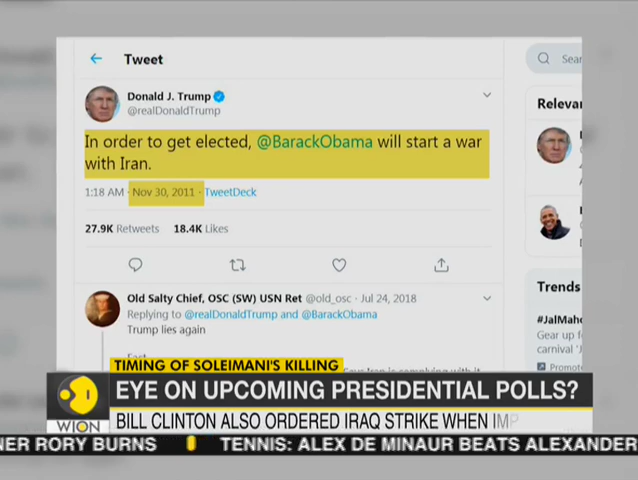 Tweet
Sear
Donald J. Trump
@realDonaldTrump
Relevan
In order to get elected, @BarackObama will start a war
with Iran.
1:18 AM · Nov 30, 2011 · TweetDeck
27.9K Retweets 18.4K Likes
Trends
Old Salty Chief, OSC (SW) USN Ret @old_osc · Jul 24, 2018
Replying to @realDonaldTrump and @BarackObama
Trump lies again
#JalMaho
Gear up f
carnival 'J
Promot
TIMING OF SOLEIMANI'S KILLING
EYE ON UPCOMING PRESIDENTIAL POLLS?
WION
BILL CLINTON ALSO ORDERED IRAQ STRIKE WHEN IMP
NER RORY BURNS TENNIS: ALEX DE MINAUR BEATS ALEXANDER